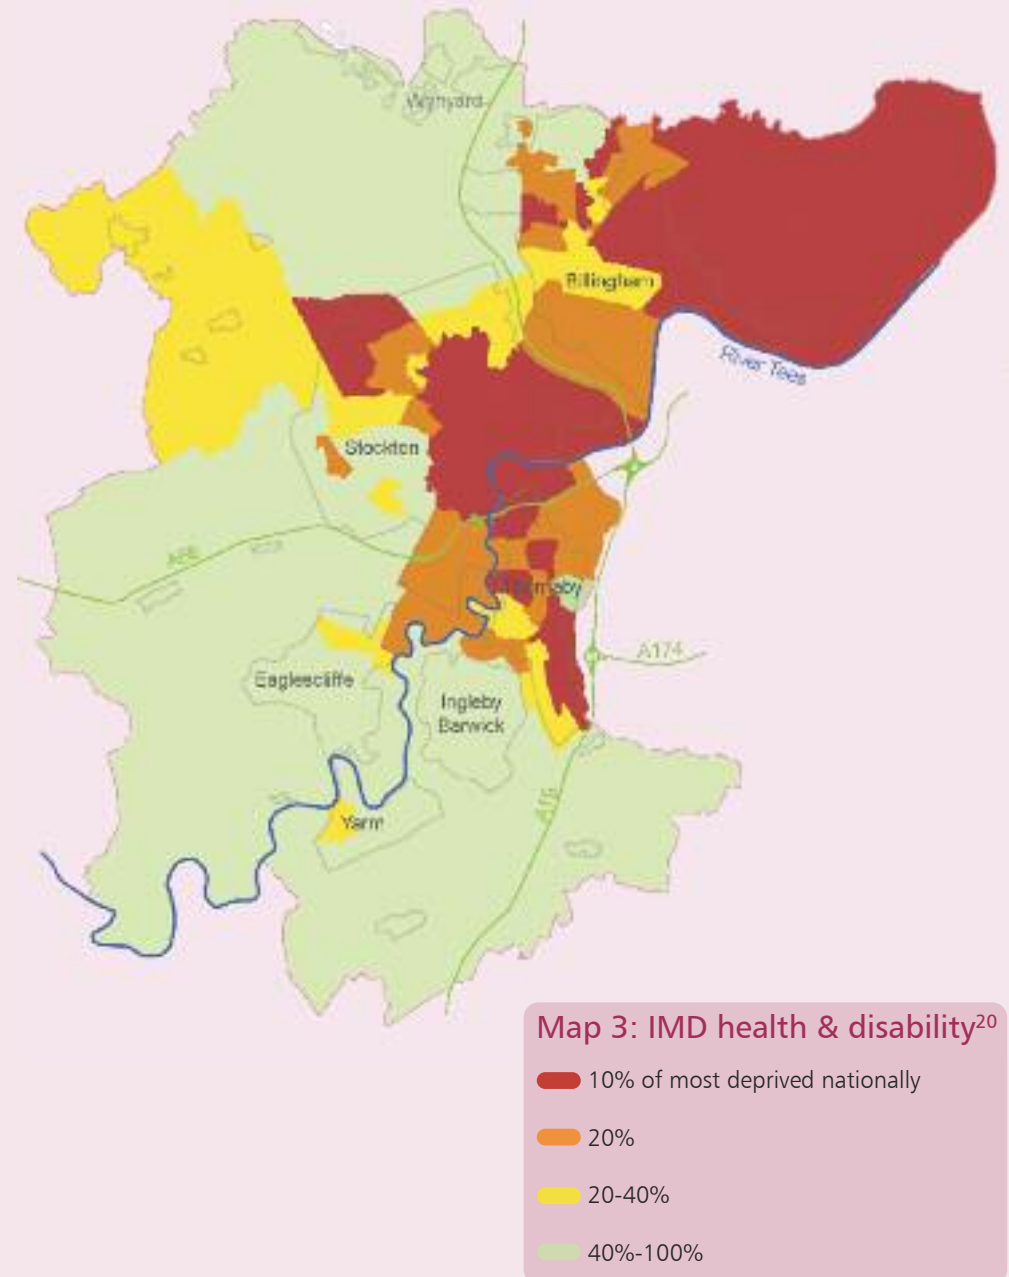 Wynyard
Billingham
River Tees
Stockton
A66
Thornaby
A174
Eaglescliffe
Ingleby
Barwick
A19
Yarm
Map 3: IMD health & disability20
10% of most deprived nationally
20%
20-40%
40%-100%